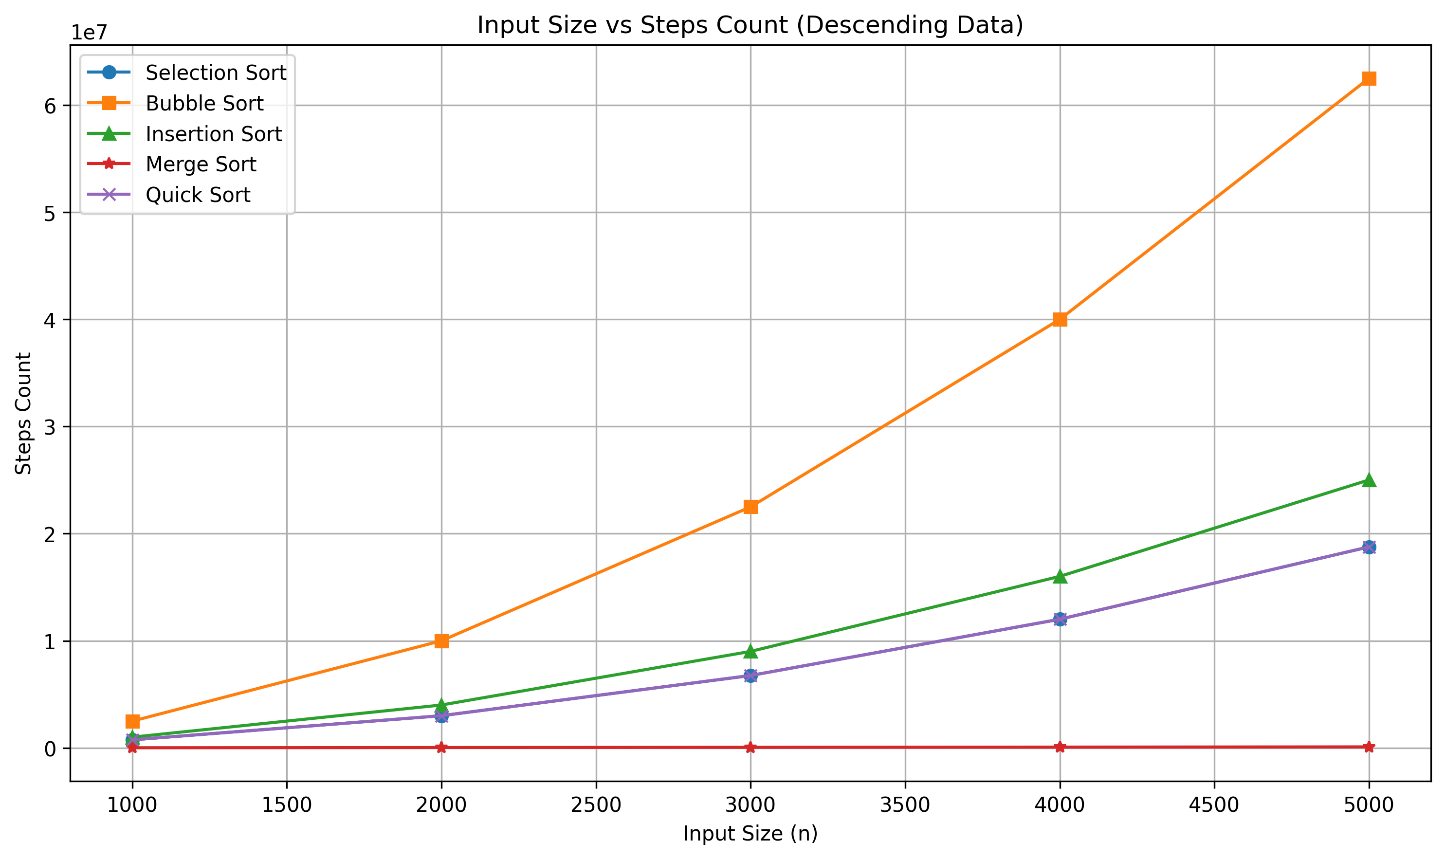 Input Size vs Steps Count (Descending Data)
1e7
Selection Sort
Bubble Sort
Insertion Sort
Merge Sort
Quick Sort
6
5
4
3
2
1
0
Steps Count
1000 1500 2000 2500 3000 3500 4000 4500 5000
Input Size (n)